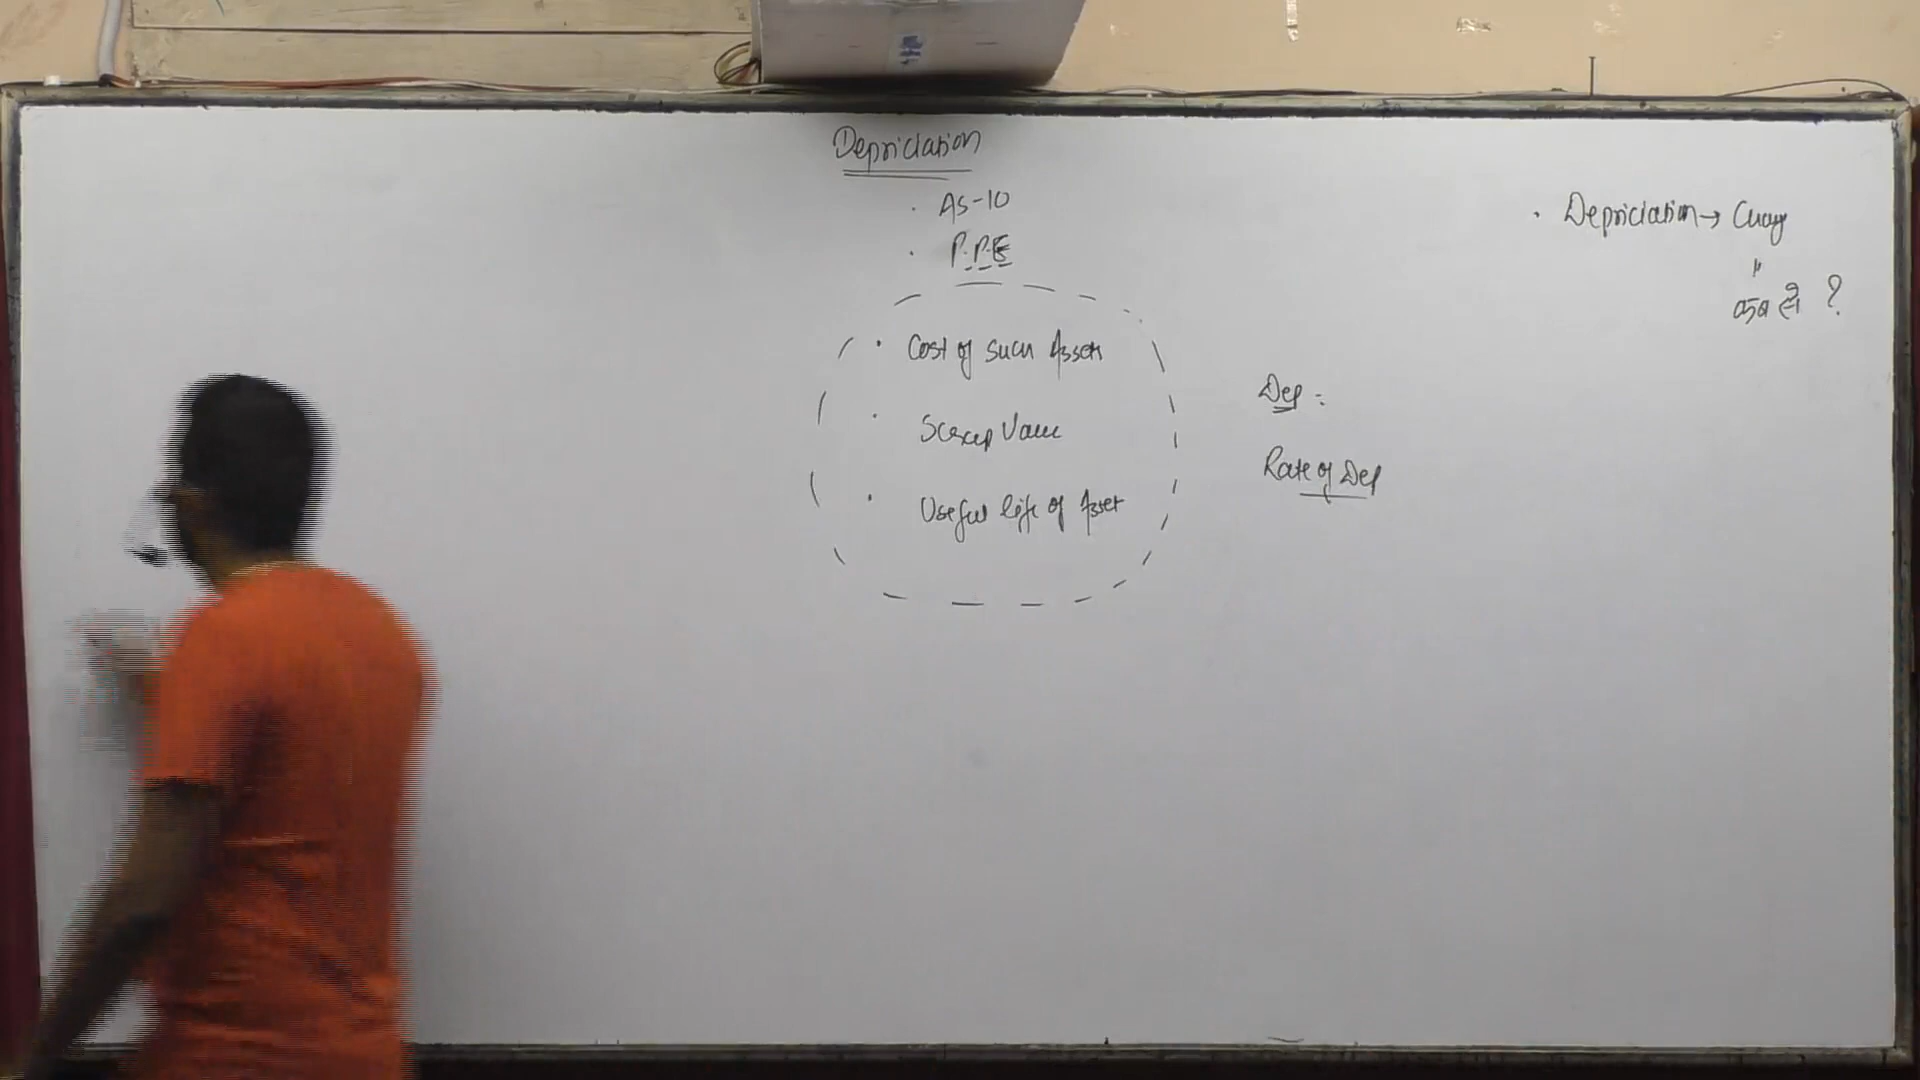 Depriciation
· AS-10
· P.P.E
· Cost of such Assets
· Scrap Value
· Useful life of Asset
Dep =
Rate of Dep
· Depriciation → Charge
"
कब से ?